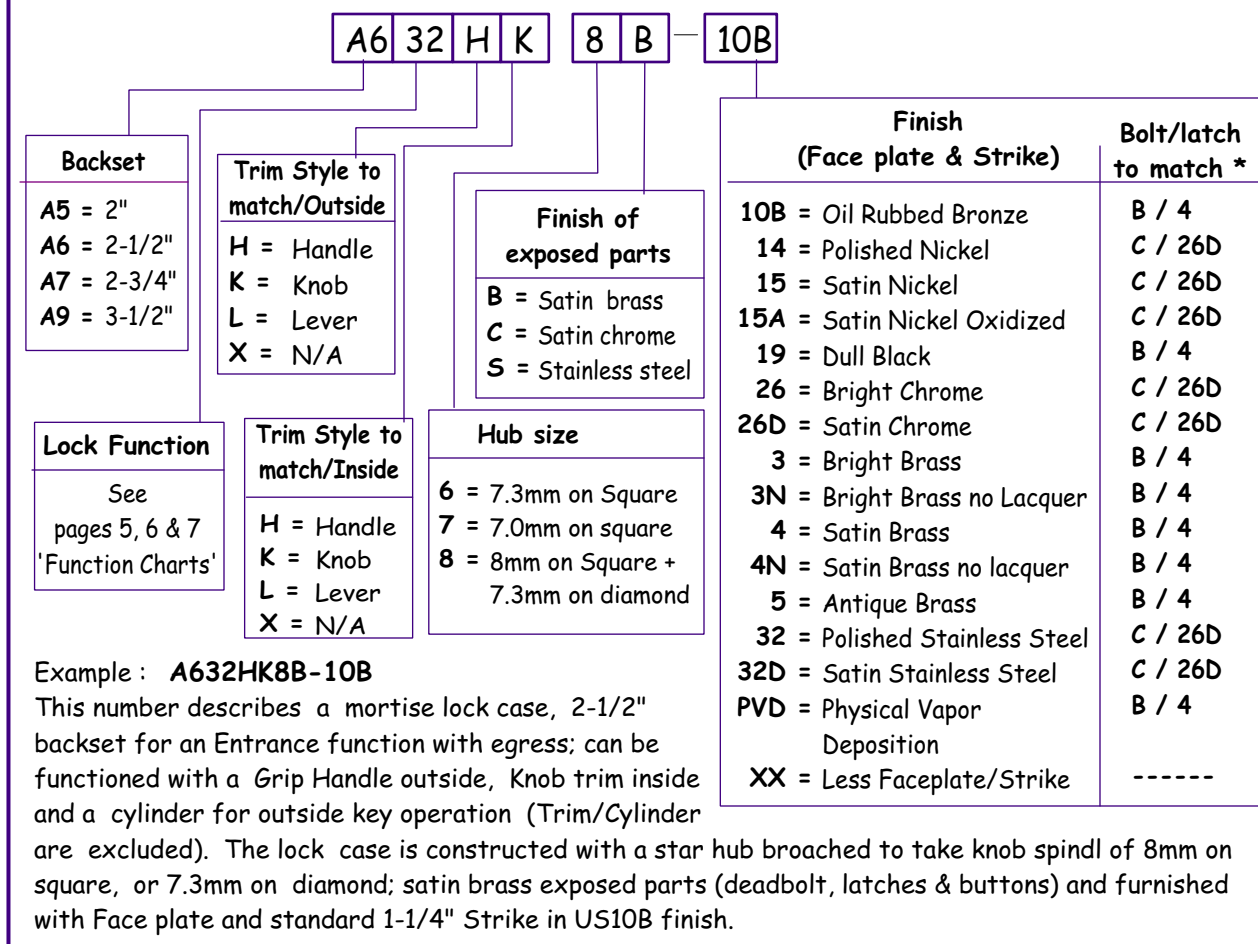 A6 32 H K 8 B — 10B
Backset
A5 = 2"
A6 = 2-1/2"
A7 = 2-3/4"
A9 = 3-1/2"
Trim Style to
match/Outside
H = Handle
K = Knob
L = Lever
X = N/A
Finish of
exposed parts
B = Satin brass
C = Satin chrome
S = Stainless steel
Lock Function
See
pages 5, 6 & 7
'Function Charts'
Trim Style to
match/Inside
H = Handle
K = Knob
L = Lever
X = N/A
Hub size
6 = 7.3mm on Square
7 = 7.0mm on square
8 = 8mm on Square +
7.3mm on diamond
Finish
(Face plate & Strike)
Bolt/latch
to match *
10B = Oil Rubbed Bronze B / 4
14 = Polished Nickel C / 26D
15 = Satin Nickel C / 26D
15A = Satin Nickel Oxidized C / 26D
19 = Dull Black B / 4
26 = Bright Chrome C / 26D
26D = Satin Chrome C / 26D
3 = Bright Brass B / 4
3N = Bright Brass no Lacquer B / 4
4 = Satin Brass B / 4
4N = Satin Brass no lacquer B / 4
5 = Antique Brass B / 4
32 = Polished Stainless Steel C / 26D
32D = Satin Stainless Steel C / 26D
PVD = Physical Vapor B / 4
Deposition
XX = Less Faceplate/Strike ------
Example : A632HK8B-10B
This number describes a mortise lock case, 2-1/2"
backset for an Entrance function with egress; can be
functioned with a Grip Handle outside, Knob trim inside
and a cylinder for outside key operation (Trim/Cylinder
are excluded). The lock case is constructed with a star hub broached to take knob spindl of 8mm on
square, or 7.3mm on diamond; satin brass exposed parts (deadbolt, latches & buttons) and furnished
with Face plate and standard 1-1/4" Strike in US10B finish.